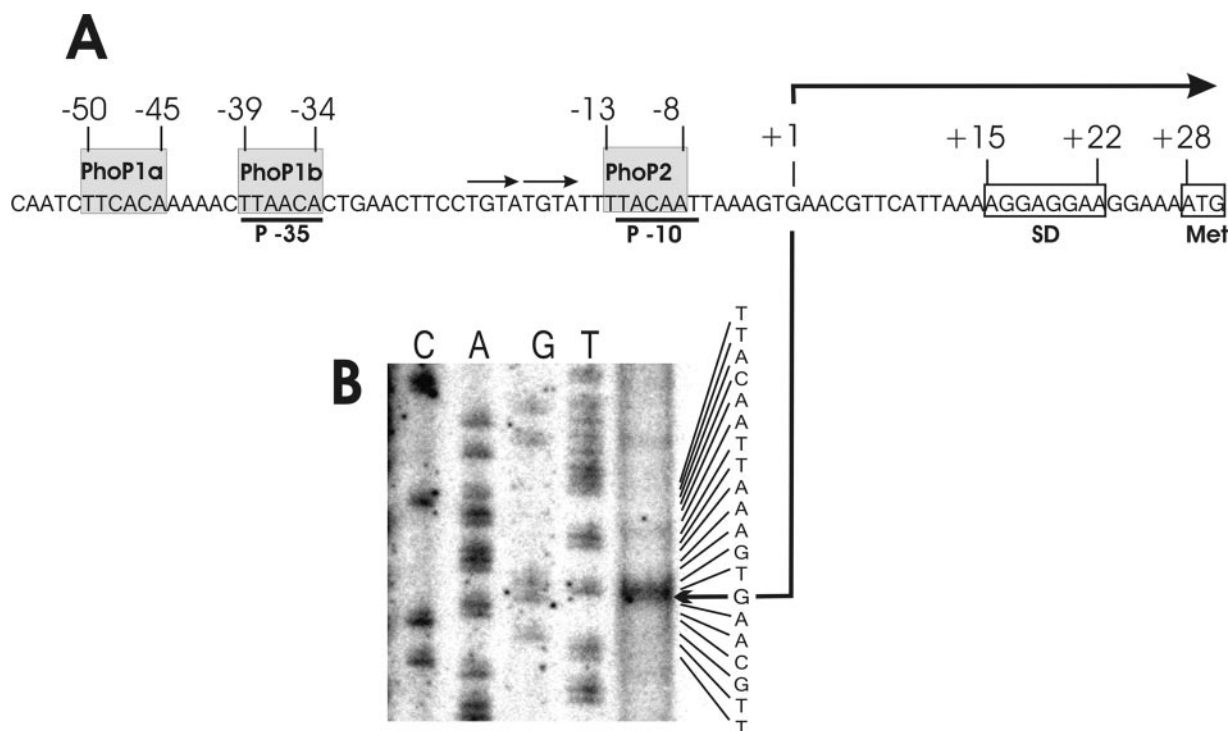 A
-50 -45 -39 -34 -13 -8 +1 +15 +22 +28
PhoP1a PhoP1b PhoP2
CAATCTTCACAAAAACTTAACACTGAACTTCCTGTATGTATTTTACAATTAAAGTGAACGTTCATTAAAAGGAGGAAGGAAAATG
P -35 P -10 SD Met
B
C A G T
T
T
A
C
A
A
T
T
A
A
A
G
T
G
A
A
C
G
T
T